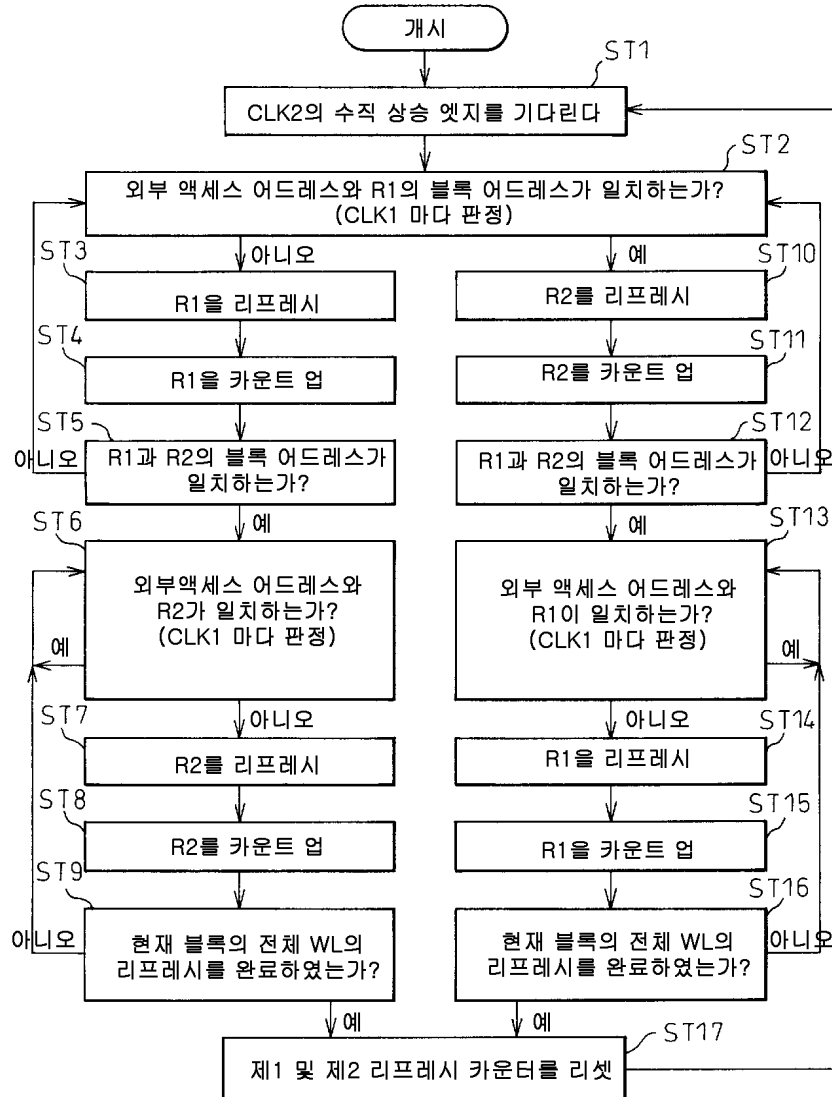 개시
ST1
CLK2의 수직 상승 엣지를 기다린다
ST2
외부 액세스 어드레스와 R1의 블록 어드레스가 일치하는가?
(CLK1 마다 판정)
ST3
아니오
예
ST10
R1을 리프레시
R2를 리프레시
ST4
ST11
R1을 카운트 업
R2를 카운트 업
ST5
ST12
아니오
R1과 R2의 블록 어드레스가
일치하는가?
R1과 R2의 블록 어드레스가
일치하는가?
아니오
ST6
예
예
ST13
외부액세스 어드레스와
R2가 일치하는가?
(CLK1 마다 판정)
외부 액세스 어드레스와
R1이 일치하는가?
(CLK1 마다 판정)
예
예
ST7
아니오
아니오
ST14
R2를 리프레시
R1을 리프레시
ST8
ST15
R2를 카운트 업
R1을 카운트 업
ST9
ST16
아니오
현재 블록의 전체 WL의
리프레시를 완료하였는가?
현재 블록의 전체 WL의
리프레시를 완료하였는가?
아니오
예
예
ST17
제1 및 제2 리프레시 카운터를 리셋